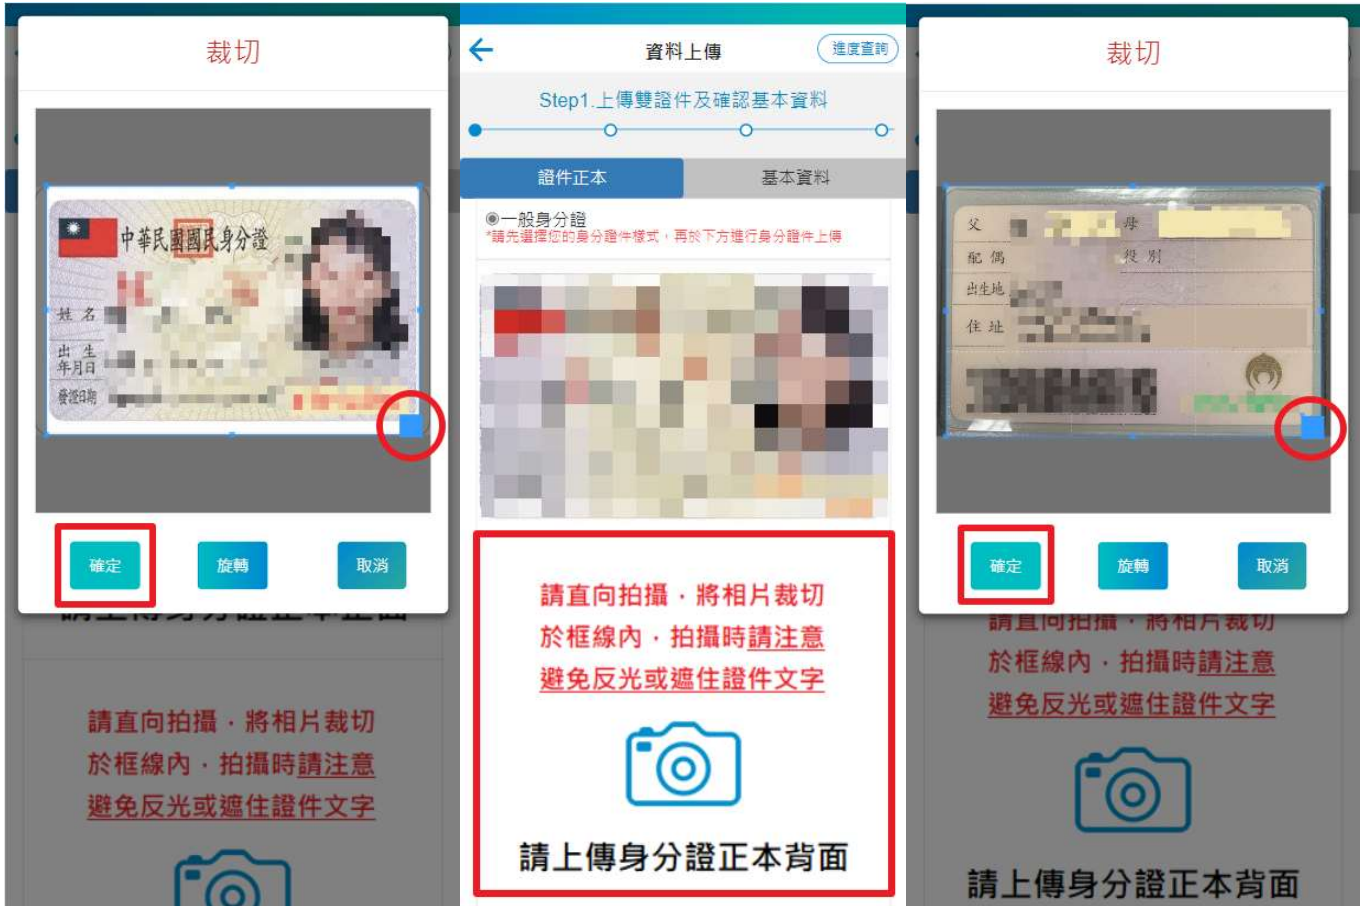 裁切
中華民國國民身分證
姓名
出生
年月日
發證日期
確定
旋轉
取消
請上傳身分證正本正面
請直向拍攝，將相片裁切
於框線內，拍攝時請注意
避免反光或遮住證件文字
資料上傳
進度查詢
Step1.上傳雙證件及確認基本資料
證件正本
基本資料
一般身分證
*請先選擇您的身分證件樣式，再於下方進行身分證件上傳
請直向拍攝，將相片裁切
於框線內，拍攝時請注意
避免反光或遮住證件文字
請上傳身分證正本背面
裁切
父
母
配偶
役別
出生地
住址
確定
旋轉
取消
請直向拍攝，將相片裁切
於框線內，拍攝時請注意
避免反光或遮住證件文字
請上傳身分證正本背面